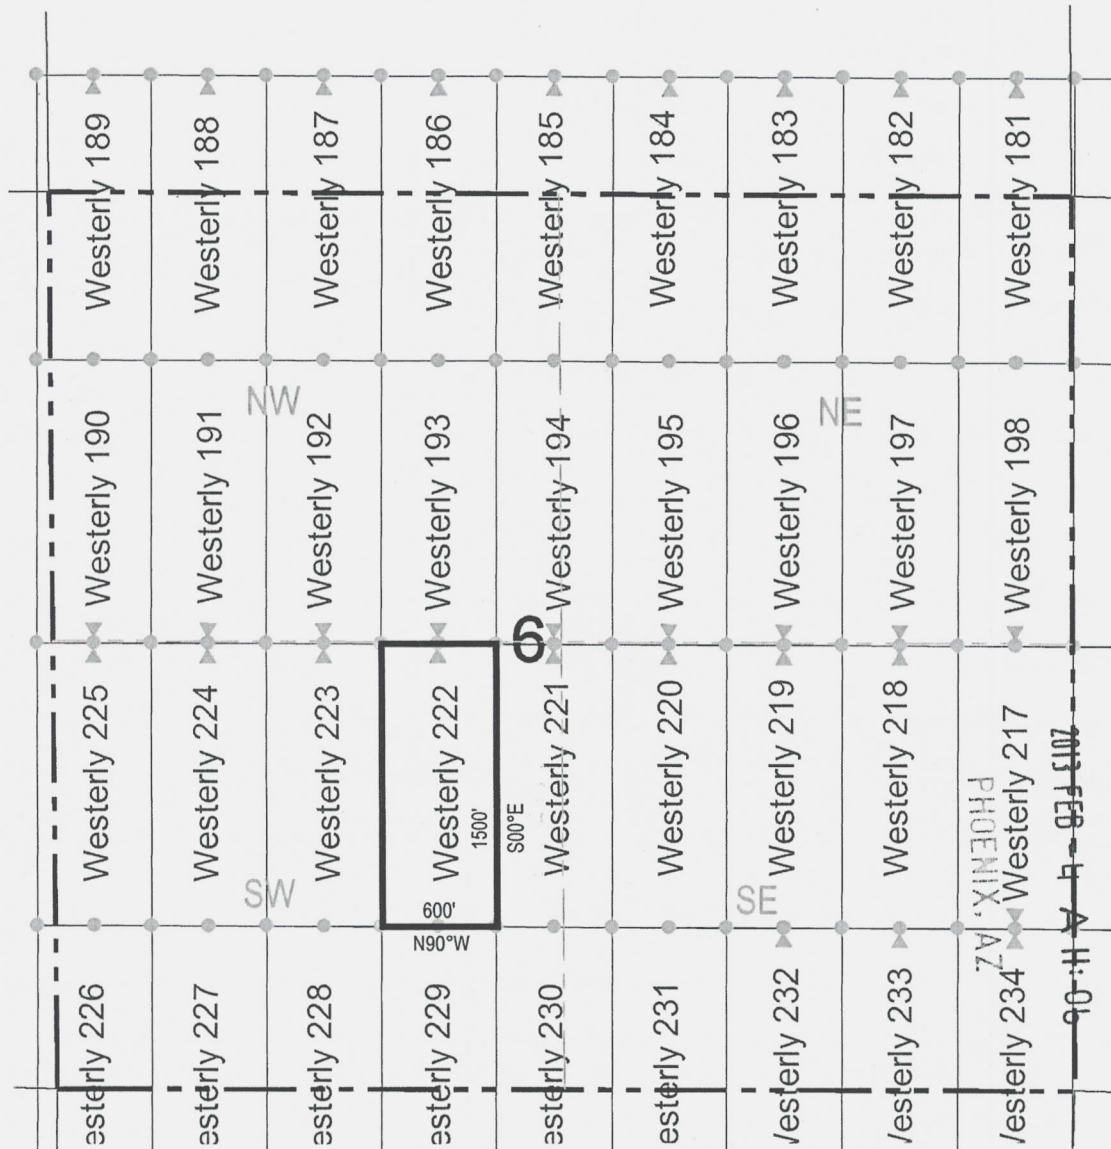 Westerly 189
Westerly 188
Westerly 187
Westerly 186
Westerly 185
Westerly 184
Westerly 183
Westerly 182
Westerly 181
NW
NE
Westerly 190
Westerly 191
Westerly 192
Westerly 193
Westerly 194
Westerly 195
Westerly 196
Westerly 197
Westerly 198
6
Westerly 225
Westerly 224
Westerly 223
Westerly 222
1500'
S00°E
600'
N90°W
Westerly 221
Westerly 220
Westerly 219
Westerly 218
Westerly 217
SW
SE
2013 FEB -4 A 11:06
PHOENIX, AZ
esterly 226
esterly 227
esterly 228
esterly 229
esterly 230
esterly 231
Westerly 232
Westerly 233
Westerly 234